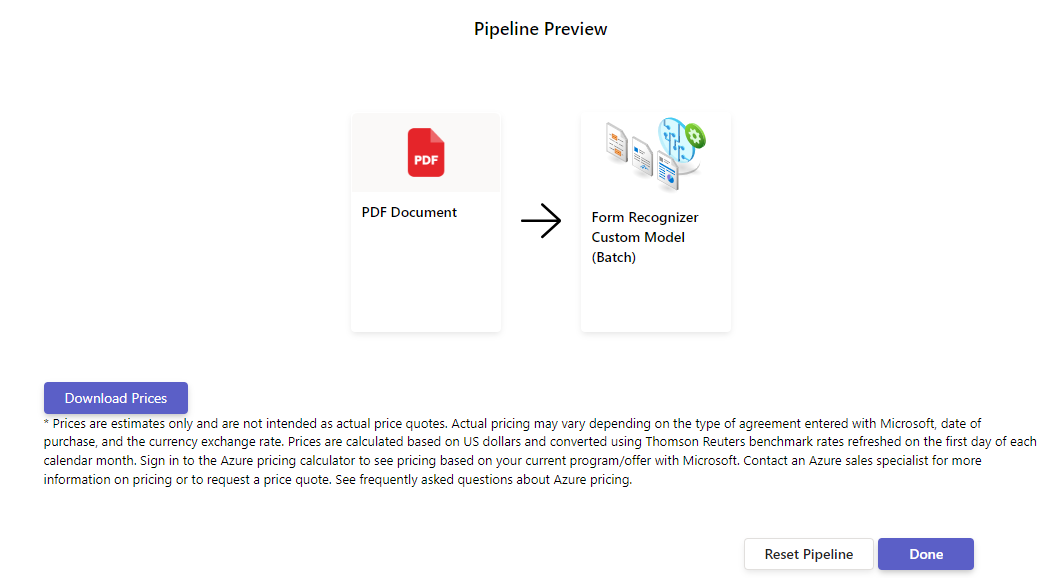 Pipeline Preview
PDF
PDF Document
Form Recognizer
Custom Model
(Batch)
Download Prices
* Prices are estimates only and are not intended as actual price quotes. Actual pricing may vary depending on the type of agreement entered with Microsoft, date of
purchase, and the currency exchange rate. Prices are calculated based on US dollars and converted using Thomson Reuters benchmark rates refreshed on the first day of each
calendar month. Sign in to the Azure pricing calculator to see pricing based on your current program/offer with Microsoft. Contact an Azure sales specialist for more
information on pricing or to request a price quote. See frequently asked questions about Azure pricing.
Reset Pipeline
Done